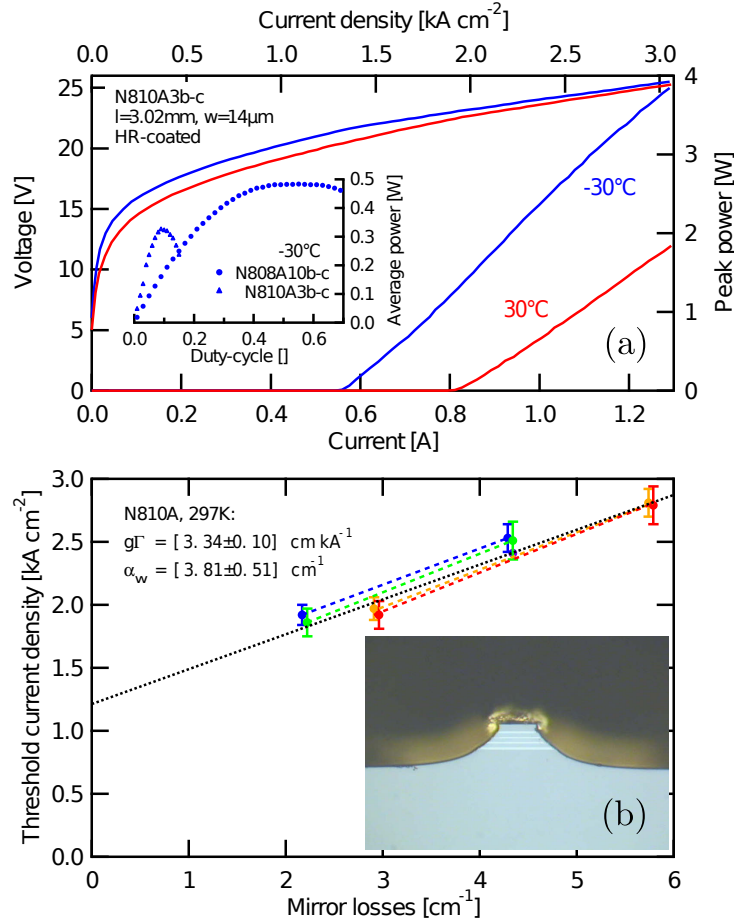 Current density [kA cm⁻²]
0.0 0.5 1.0 1.5 2.0 2.5 3.0
25
20
15
10
5
0
Voltage [V]
N810A3b-c
l=3.02mm, w=14μm
HR-coated
-30°C
30°C
(a)
4
3
2
1
0
Peak power [W]
-30°C
N808A10b-c
N810A3b-c
0.5
0.4
0.3
0.2
0.1
0.0
Average power [W]
0.0 0.2 0.4 0.6
Duty-cycle []
0.0 0.2 0.4 0.6 0.8 1.0 1.2
Current [A]
3.0
2.5
2.0
1.5
1.0
0.5
0.0
Threshold current density [kA cm⁻²]
N810A, 297K:
gΓ = [ 3.34±0.10] cm kA⁻¹
α_w = [ 3.81±0.51] cm⁻¹
(b)
0 1 2 3 4 5 6
Mirror losses [cm⁻¹]